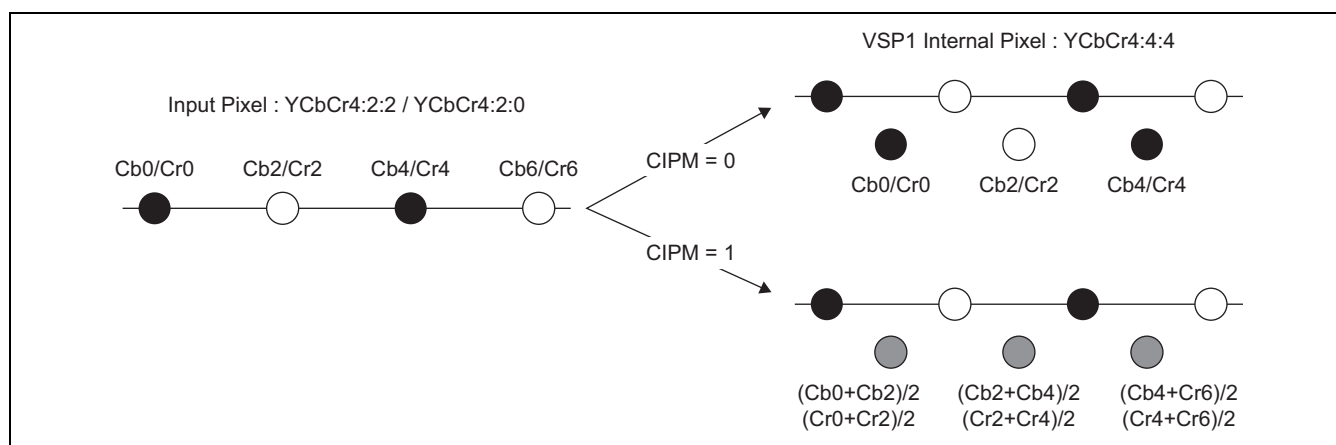 VSP1 Internal Pixel : YCbCr4:4:4
Input Pixel : YCbCr4:2:2 / YCbCr4:2:0
Cb0/Cr0 Cb2/Cr2 Cb4/Cr4 Cb6/Cr6
CIPM = 0
Cb0/Cr0 Cb2/Cr2 Cb4/Cr4
CIPM = 1
(Cb0+Cb2)/2 (Cb2+Cb4)/2 (Cb4+Cr6)/2
(Cr0+Cr2)/2 (Cr2+Cr4)/2 (Cr4+Cr6)/2